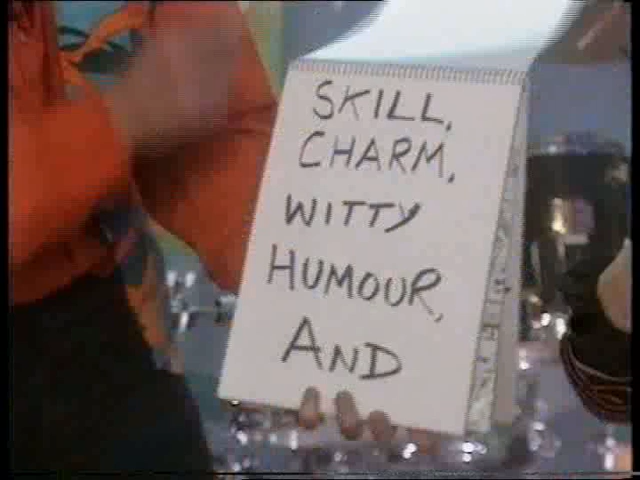 SKILL,
CHARM,
WITTY
HUMOUR,
AND